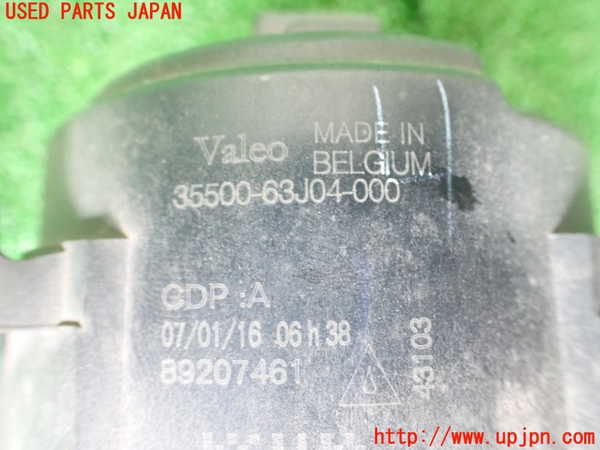 USED PARTS JAPAN
Valeo MADE IN
BELGIUM
35500-63J04-000
CDP :A
07/01/16 06 h 38
89207461
43103
http://www.upjpn.com/